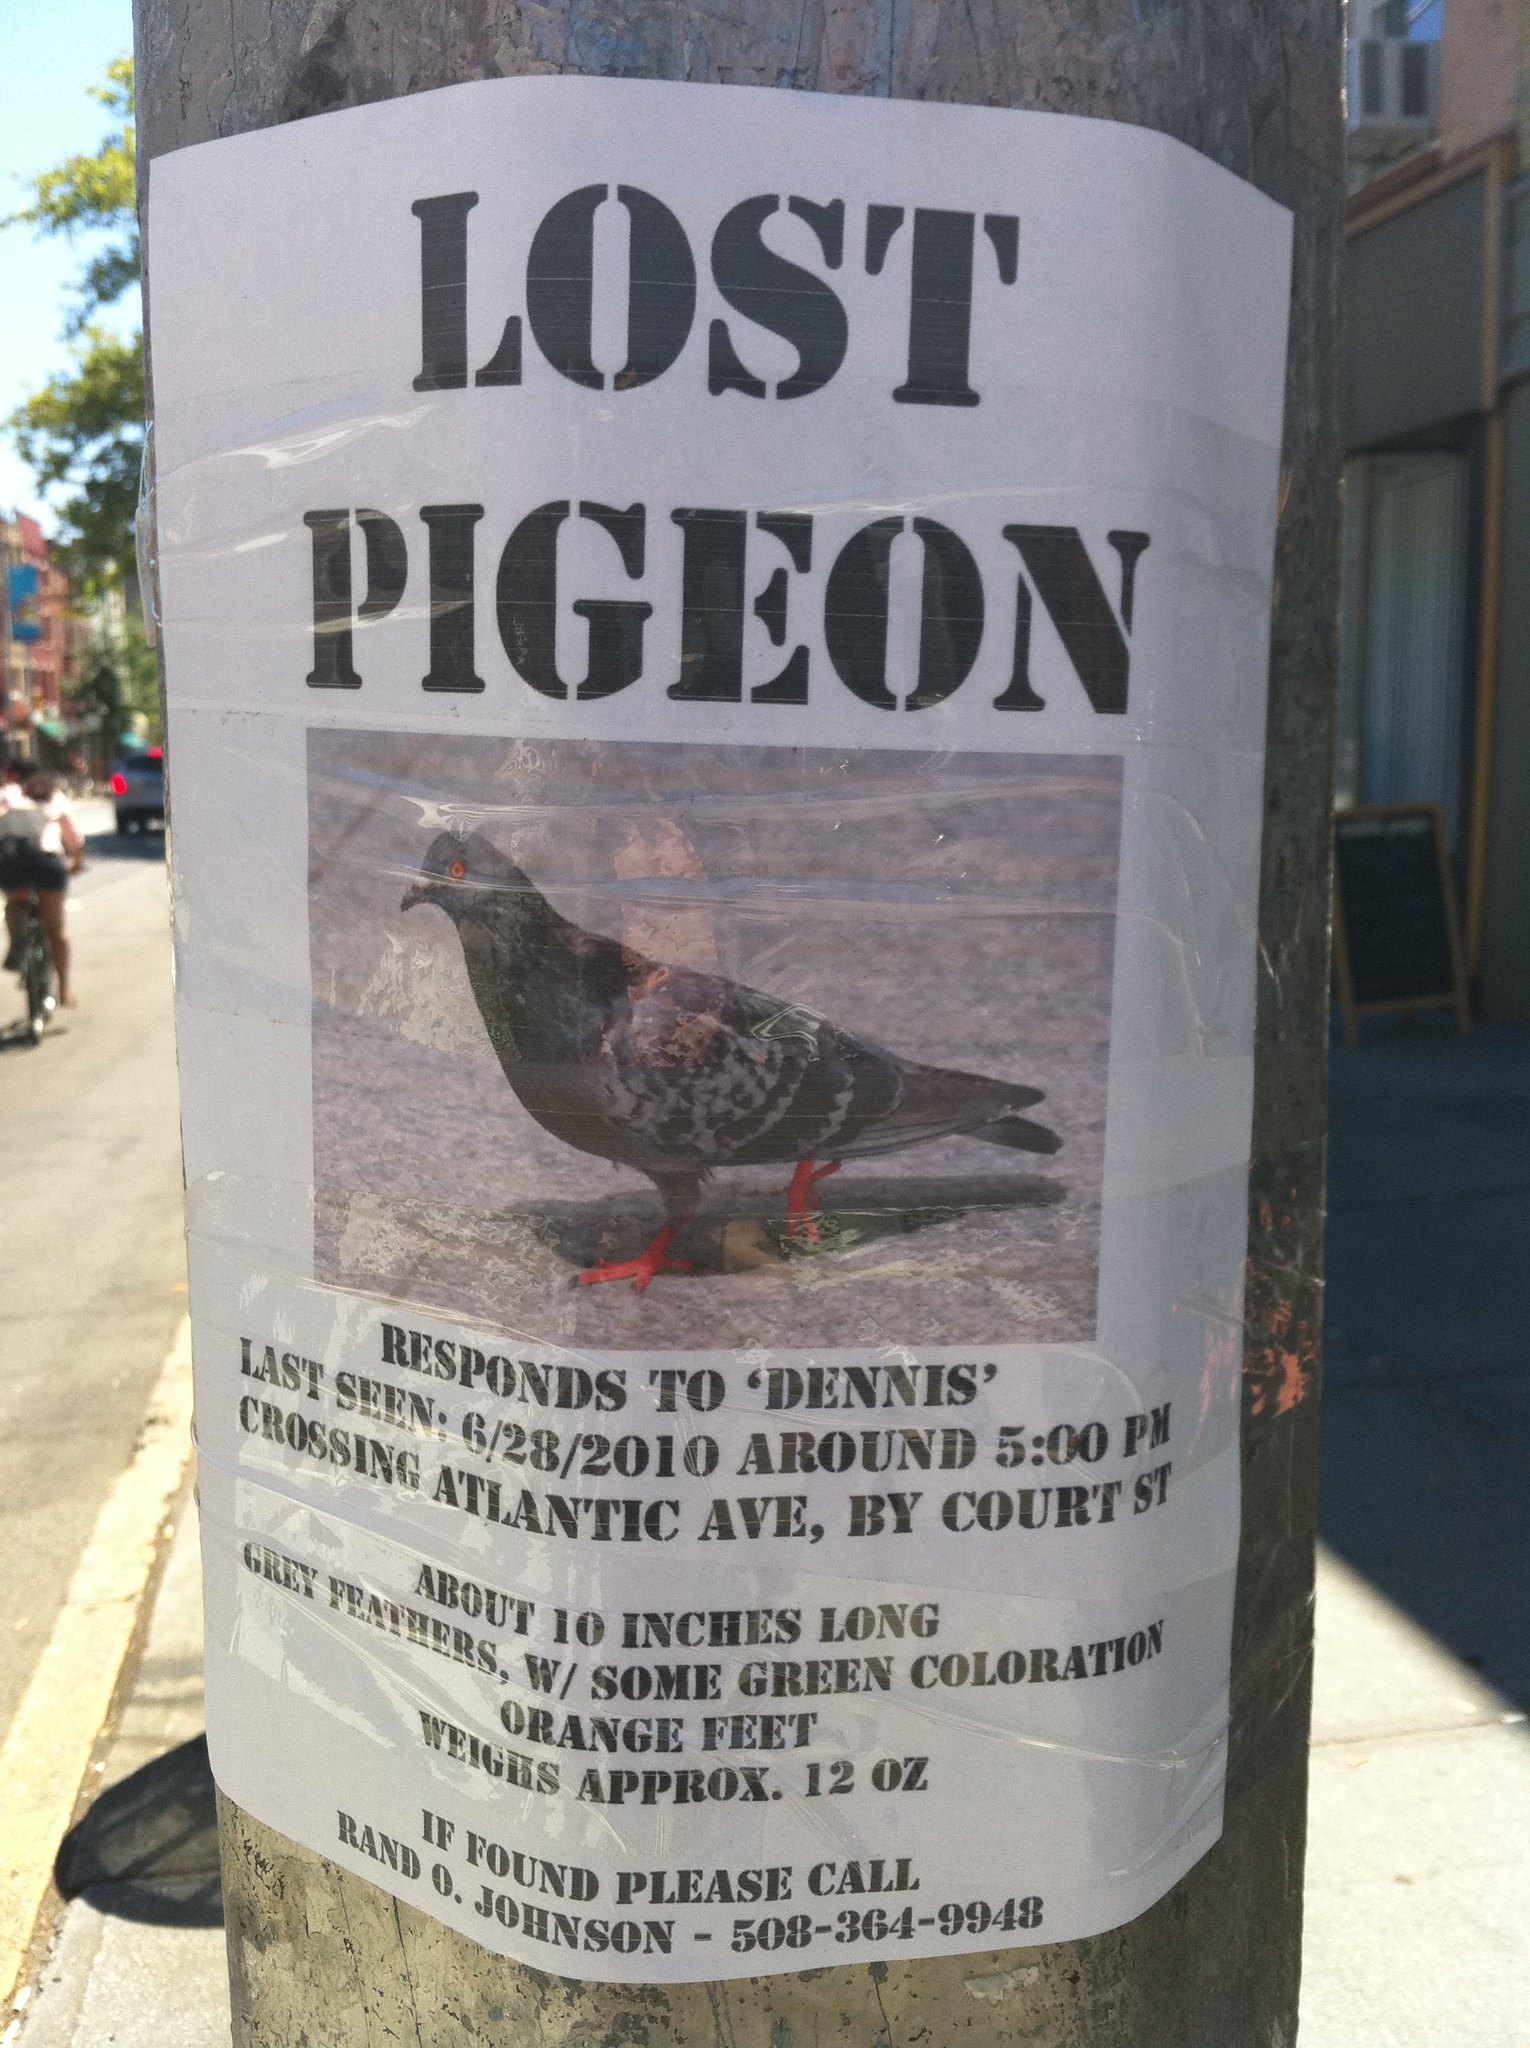 LOST
PIGEON
RESPONDS TO ‘DENNIS’
LAST SEEN: 6/28/2010 AROUND 5:00 PM
CROSSING ATLANTIC AVE, BY COURT ST
ABOUT 10 INCHES LONG
GREY FEATHERS, W/ SOME GREEN COLORATION
ORANGE FEET
WEIGHS APPROX. 12 OZ
IF FOUND PLEASE CALL
RAND O. JOHNSON - 508-364-9948